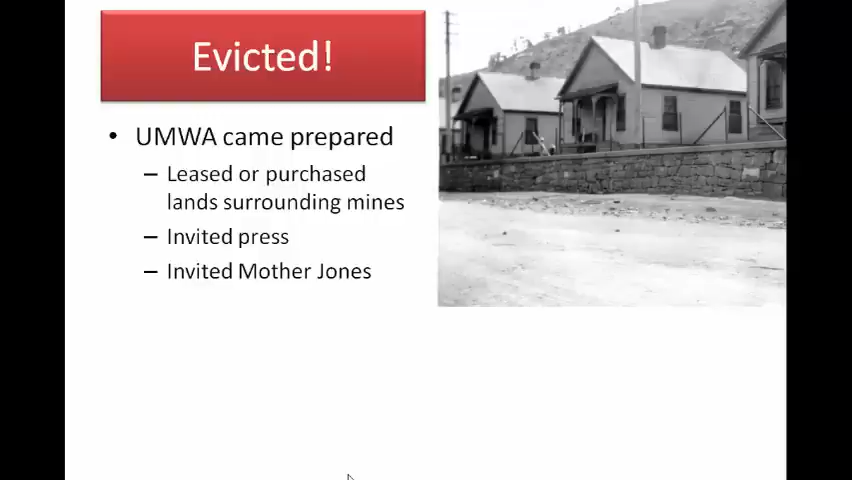 Evicted!
• UMWA came prepared
– Leased or purchased
lands surrounding mines
– Invited press
– Invited Mother Jones